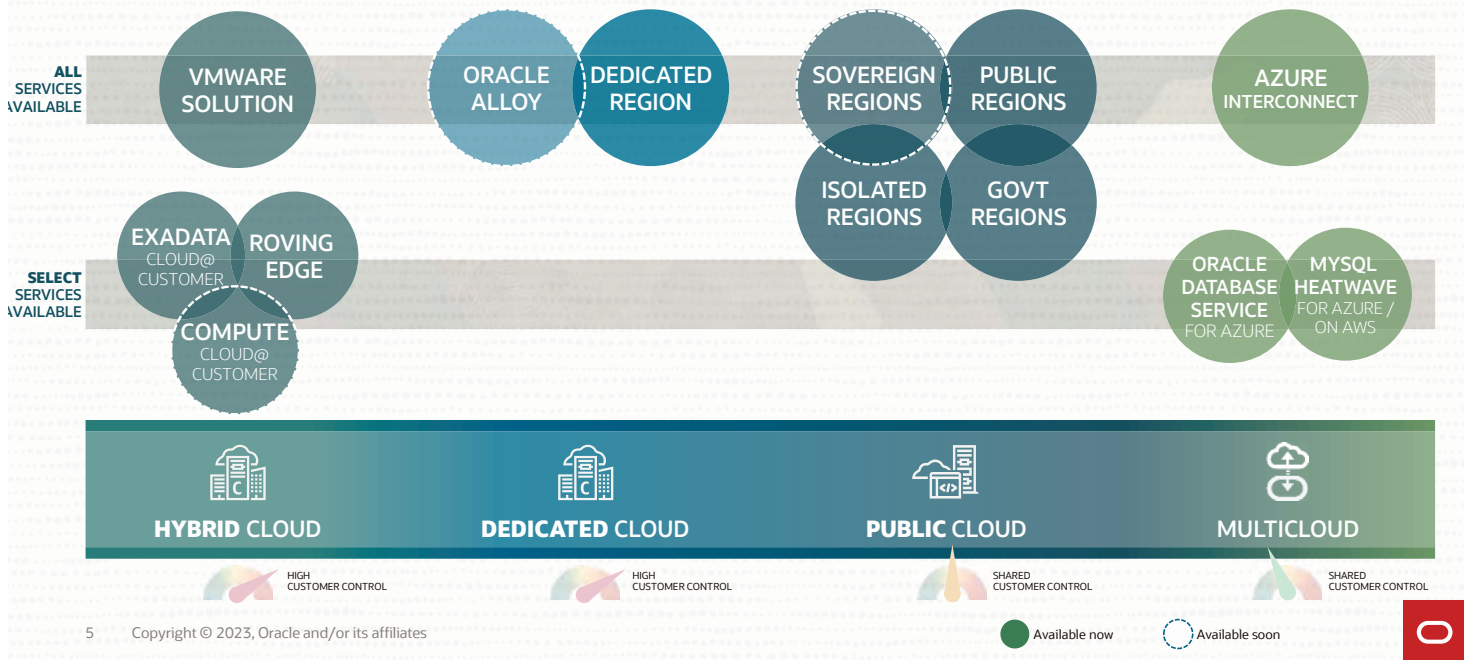 ALL
SERVICES
AVAILABLE
VMWARE
SOLUTION
ORACLE
ALLOY
DEDICATED
REGION
SOVEREIGN
REGIONS
PUBLIC
REGIONS
AZURE
INTERCONNECT
ISOLATED
REGIONS
GOVT
REGIONS
SELECT
SERVICES
AVAILABLE
EXADATA
CLOUD@
CUSTOMER
ROVING
EDGE
COMPUTE
CLOUD@
CUSTOMER
ORACLE
DATABASE
SERVICE
FOR AZURE
MYSQL
HEATWAVE
FOR AZURE /
ON AWS
C
C
</>
HYBRID CLOUD
DEDICATED CLOUD
PUBLIC CLOUD
MULTICLOUD
HIGH
CUSTOMER CONTROL
HIGH
CUSTOMER CONTROL
SHARED
CUSTOMER CONTROL
SHARED
CUSTOMER CONTROL
5 Copyright © 2023, Oracle and/or its affiliates
Available now
Available soon